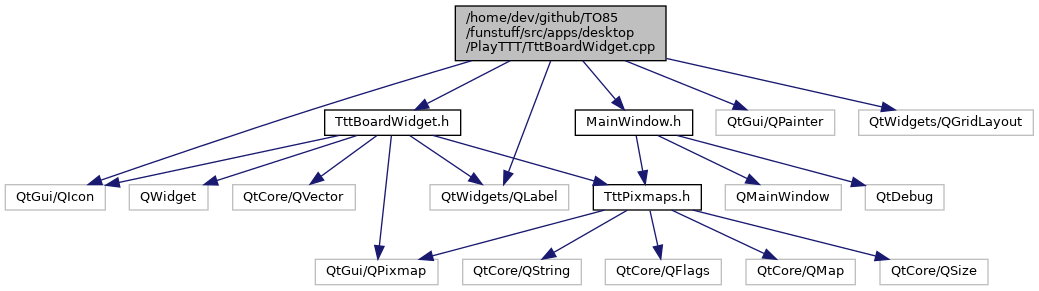 /home/dev/github/TO85
/funstuff/src/apps/desktop
/PlayTTT/TttBoardWidget.cpp
TttBoardWidget.h
MainWindow.h
QtGui/QPainter
QtWidgets/QGridLayout
QtGui/QIcon
QWidget
QtCore/QVector
QtWidgets/QLabel
TttPixmaps.h
QMainWindow
QtDebug
QtGui/QPixmap
QtCore/QString
QtCore/QFlags
QtCore/QMap
QtCore/QSize